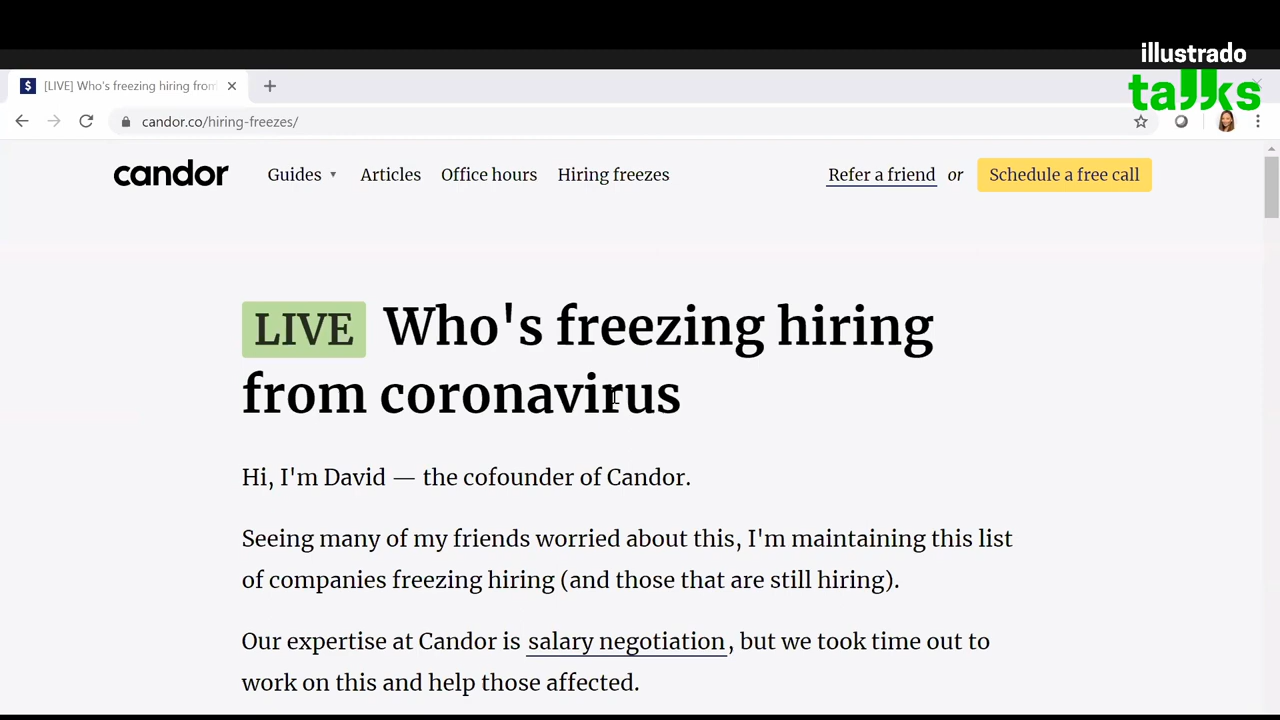 illustrado
talks
[LIVE] Who's freezing hiring from
candor.co/hiring-freezes/
candor Guides Articles Office hours Hiring freezes Refer a friend or Schedule a free call
LIVE Who's freezing hiring
from coronavirus
Hi, I'm David — the cofounder of Candor.
Seeing many of my friends worried about this, I'm maintaining this list
of companies freezing hiring (and those that are still hiring).
Our expertise at Candor is salary negotiation, but we took time out to
work on this and help those affected.